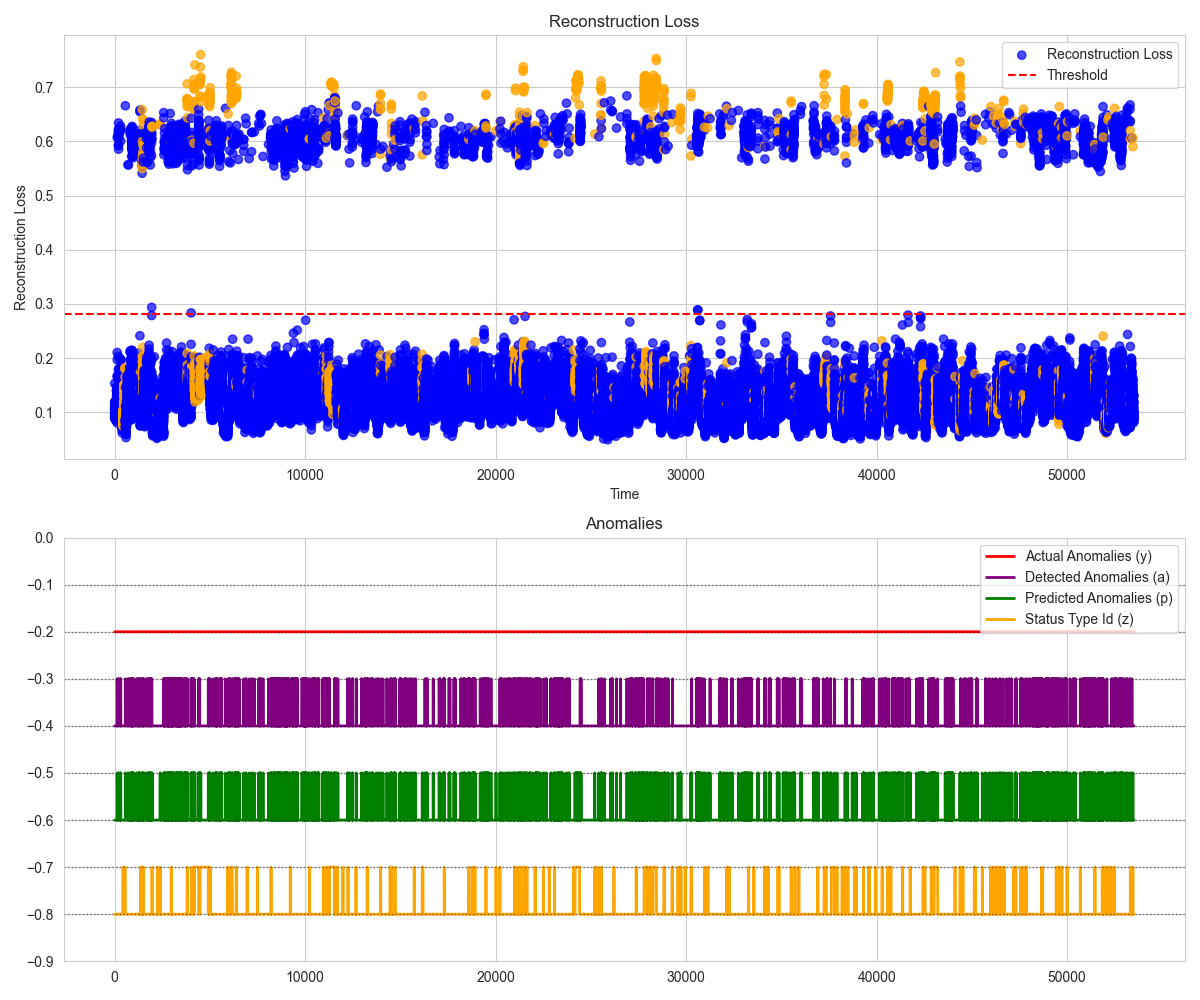 Reconstruction Loss
Reconstruction Loss
Threshold
Reconstruction Loss
0.7
0.6
0.5
0.4
0.3
0.2
0.1
0 10000 20000 30000 40000 50000
Time
Anomalies
Actual Anomalies (y)
Detected Anomalies (a)
Predicted Anomalies (p)
Status Type Id (z)
0.0
−0.1
−0.2
−0.3
−0.4
−0.5
−0.6
−0.7
−0.8
−0.9
0 10000 20000 30000 40000 50000